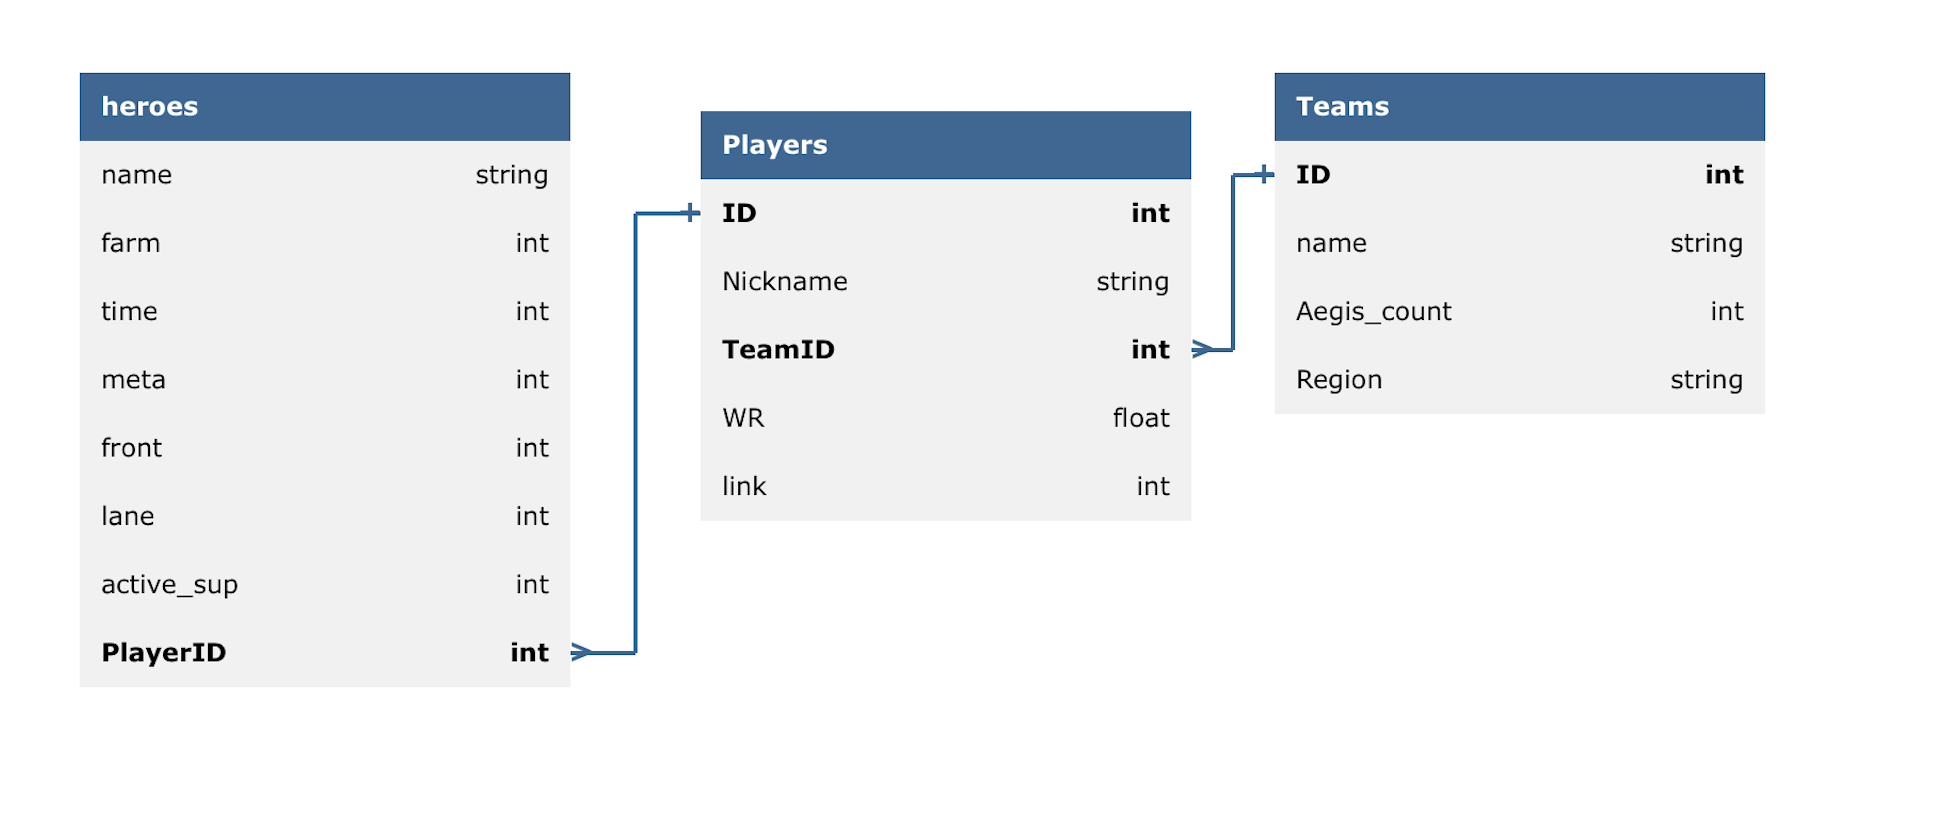 heroes
name string
farm int
time int
meta int
front int
lane int
active_sup int
PlayerID int
Players
ID int
Nickname string
TeamID int
WR float
link int
Teams
ID int
name string
Aegis_count int
Region string